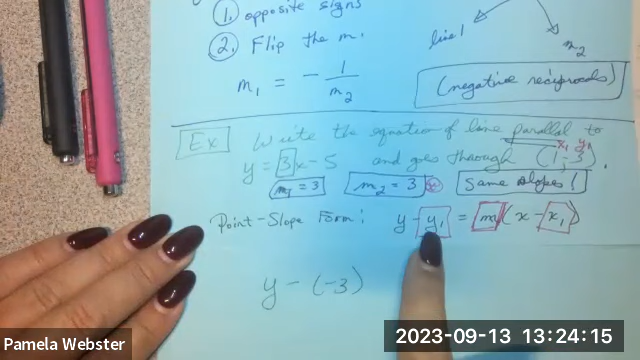 1. opposite signs
2. Flip the m.
line 1
m2
m1 = - 1/m2
(negative reciprocals)
Ex Write the equation of line parallel to
y = 3x - 5 and goes through (1, -3).
x1 y1
m1 = 3 m2 = 3 Same slopes!
Point-Slope Form: y - y1 = m(x - x1)
y - (-3)
Pamela Webster
2023-09-13 13:24:15